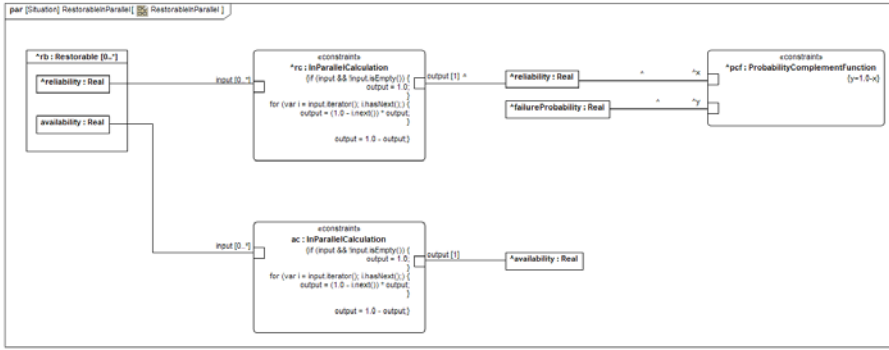 par [Situation] RestorableInParallel[ RestorableInParallel ]
^rb : Restorable [0..*]
^reliability : Real
availability : Real
input [0..*]
«constraint»
^rc : InParallelCalculation
{if (input && !input.isEmpty()) {
output = 1.0;
}
for (var i = input.iterator(); i.hasNext();) {
output = (1.0 - i.next()) * output;
}
output = 1.0 - output;}
output [1] ^
^reliability : Real
^failureProbability : Real
^
^x
^
^y
«constraint»
^pcf : ProbabilityComplementFunction
{y=1.0-x}
input [0..*]
«constraint»
ac : InParallelCalculation
{if (input && !input.isEmpty()) {
output = 1.0;
}
for (var i = input.iterator(); i.hasNext();) {
output = (1.0 - i.next()) * output;
}
output = 1.0 - output;}
output [1]
^availability : Real